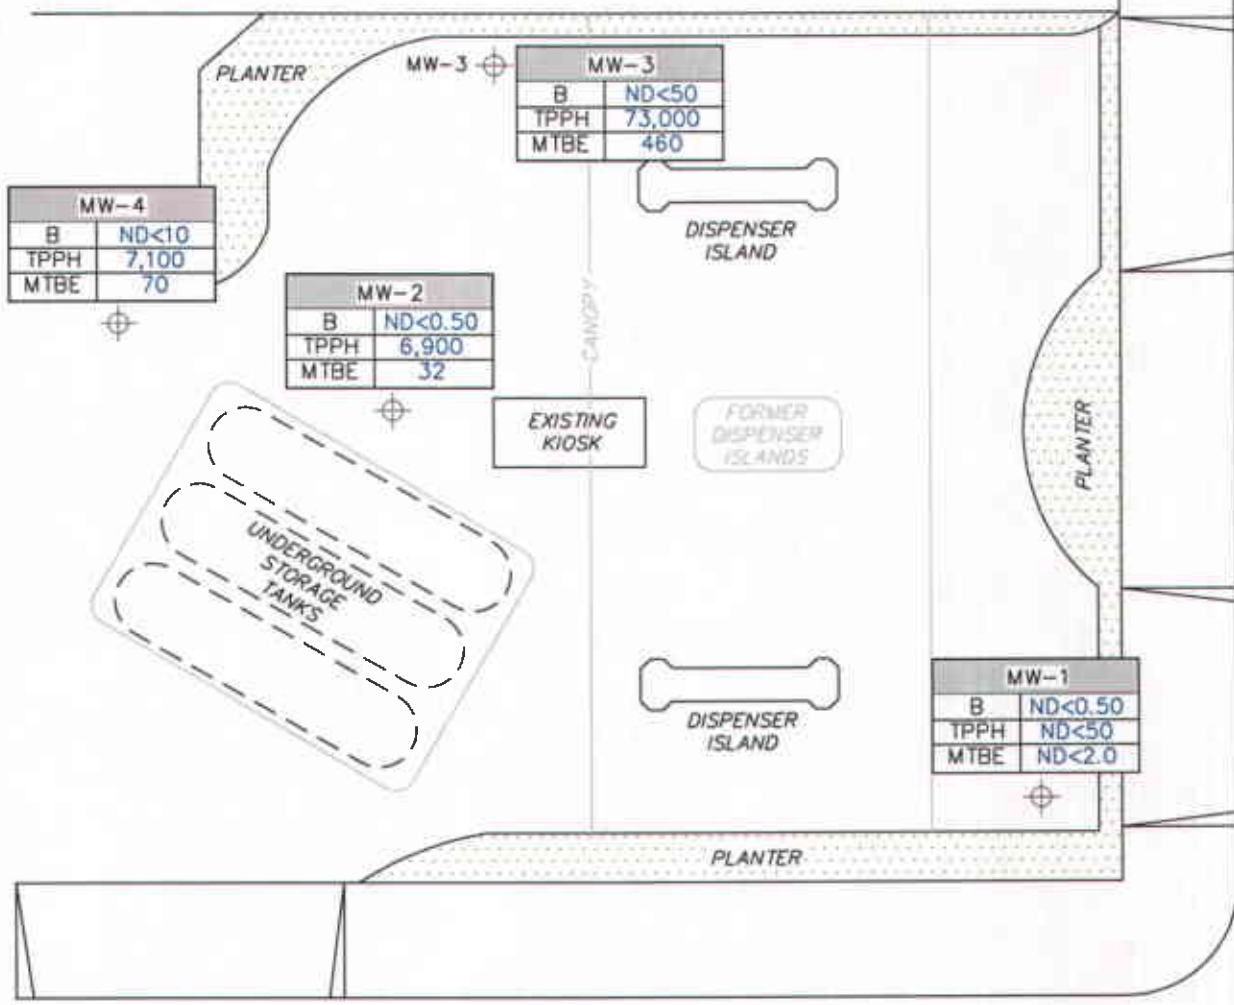 PLANTER
MW-3
MW-3
B ND<50
TPPH 73,000
MTBE 460
DISPENSER
ISLAND
MW-4
B ND<10
TPPH 7,100
MTBE 70
MW-2
B ND<0.50
TPPH 6,900
MTBE 32
CANOPY
EXISTING
KIOSK
FORMER
DISPENSER
ISLANDS
PLANTER
UNDERGROUND
STORAGE
TANKS
DISPENSER
ISLAND
MW-1
B ND<0.50
TPPH ND<50
MTBE ND<2.0
PLANTER